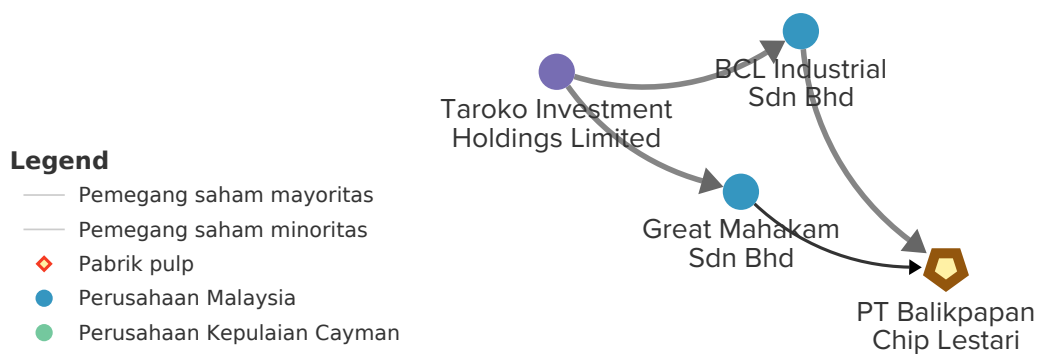 BCL Industrial
Sdn Bhd
Taroko Investment
Holdings Limited
Legend
Pemegang saham mayoritas
Pemegang saham minoritas
Pabrik pulp
Perusahaan Malaysia
Perusahaan Kepulaian Cayman
Great Mahakam
Sdn Bhd
PT Balikpapan
Chip Lestari